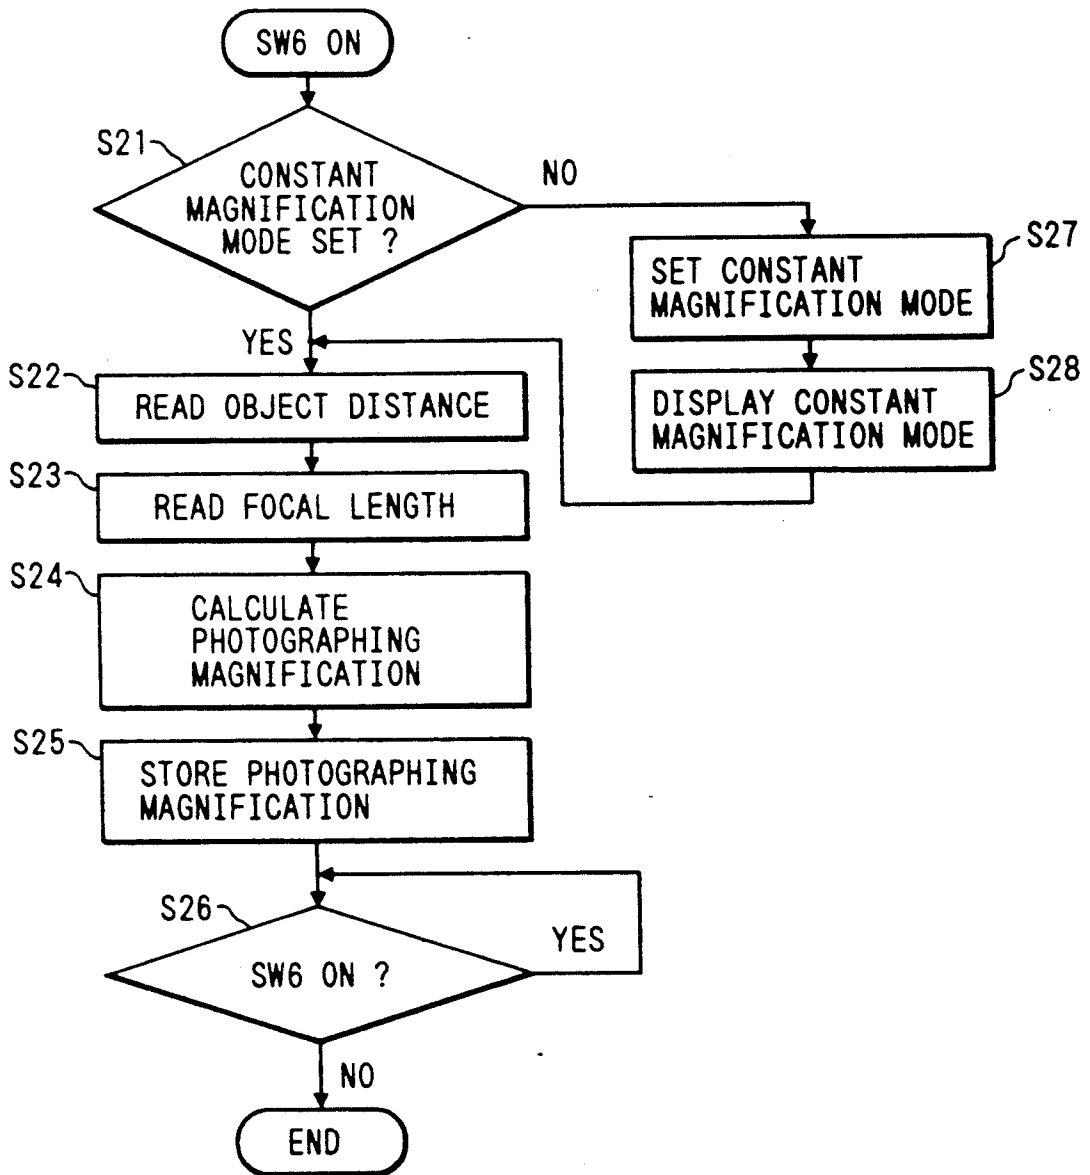 SW6 ON
S21
CONSTANT
MAGNIFICATION
MODE SET ?
NO
S27
SET CONSTANT
MAGNIFICATION MODE
YES
S28
DISPLAY CONSTANT
MAGNIFICATION MODE
S22
READ OBJECT DISTANCE
S23
READ FOCAL LENGTH
S24
CALCULATE
PHOTOGRAPHING
MAGNIFICATION
S25
STORE PHOTOGRAPHING
MAGNIFICATION
S26
SW6 ON ?
YES
NO
END